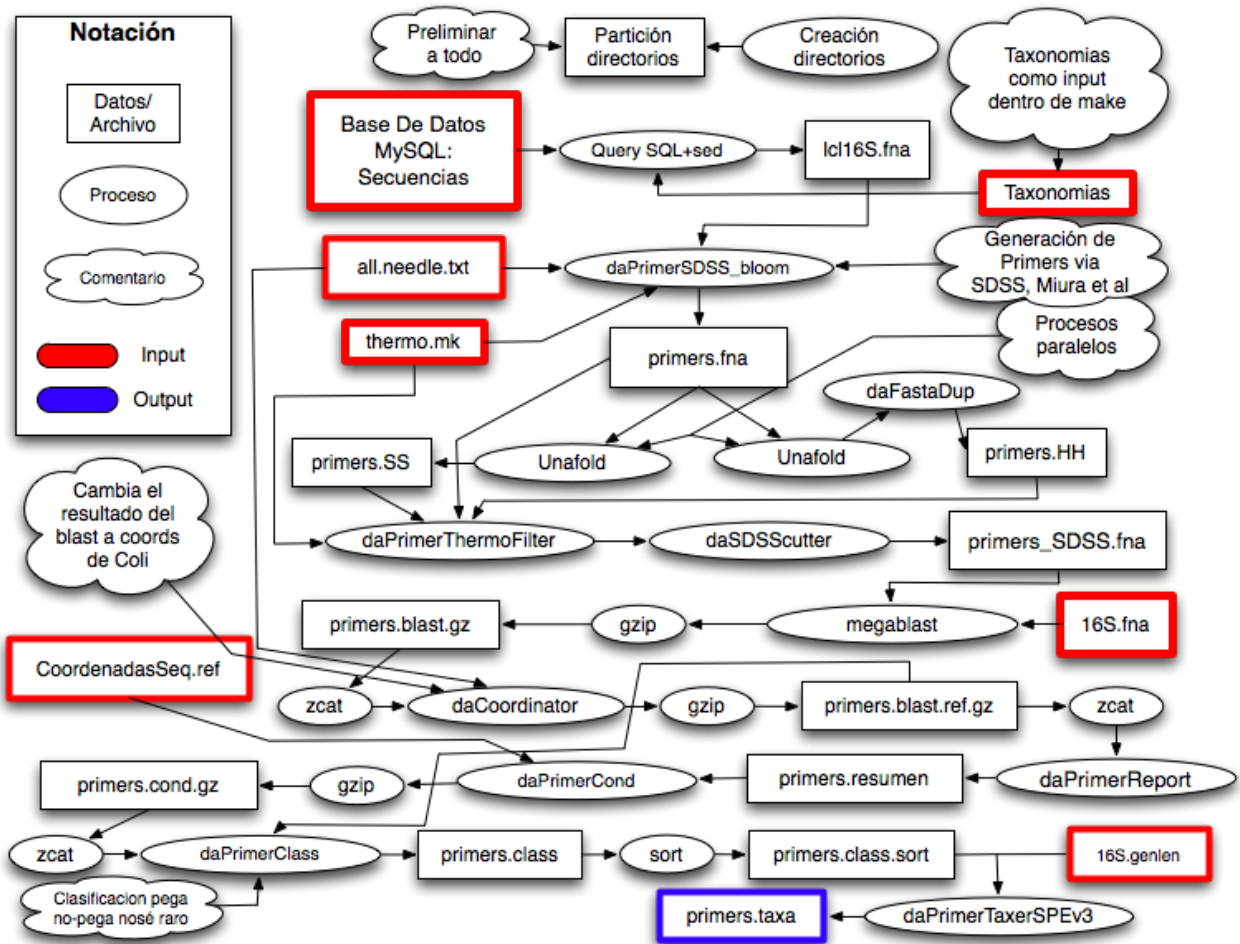 Notación
Datos/
Archivo
Proceso
Comentario
Input
Output
Preliminar
a todo
Partición
directorios
Creación
directorios
Taxonomias
como input
dentro de make
Base De Datos
MySQL:
Secuencias
Query SQL+sed
lcl16S.fna
Taxonomias
all.needle.txt
daPrimerSDSS_bloom
Generación de
Primers via
SDSS, Miura et al
Procesos
paralelos
thermo.mk
primers.fna
daFastaDup
primers.SS
Unafold
Unafold
primers.HH
Cambia el
resultado del
blast a coords
de Coli
daPrimerThermoFilter
daSDSScutter
primers_SDSS.fna
primers.blast.gz
gzip
megablast
16S.fna
CoordenadasSeq.ref
zcat
daCoordinator
gzip
primers.blast.ref.gz
zcat
primers.cond.gz
gzip
daPrimerCond
primers.resumen
daPrimerReport
zcat
daPrimerClass
primers.class
sort
primers.class.sort
16S.genlen
Clasificacion pega
no-pega nosé raro
primers.taxa
daPrimerTaxerSPEv3